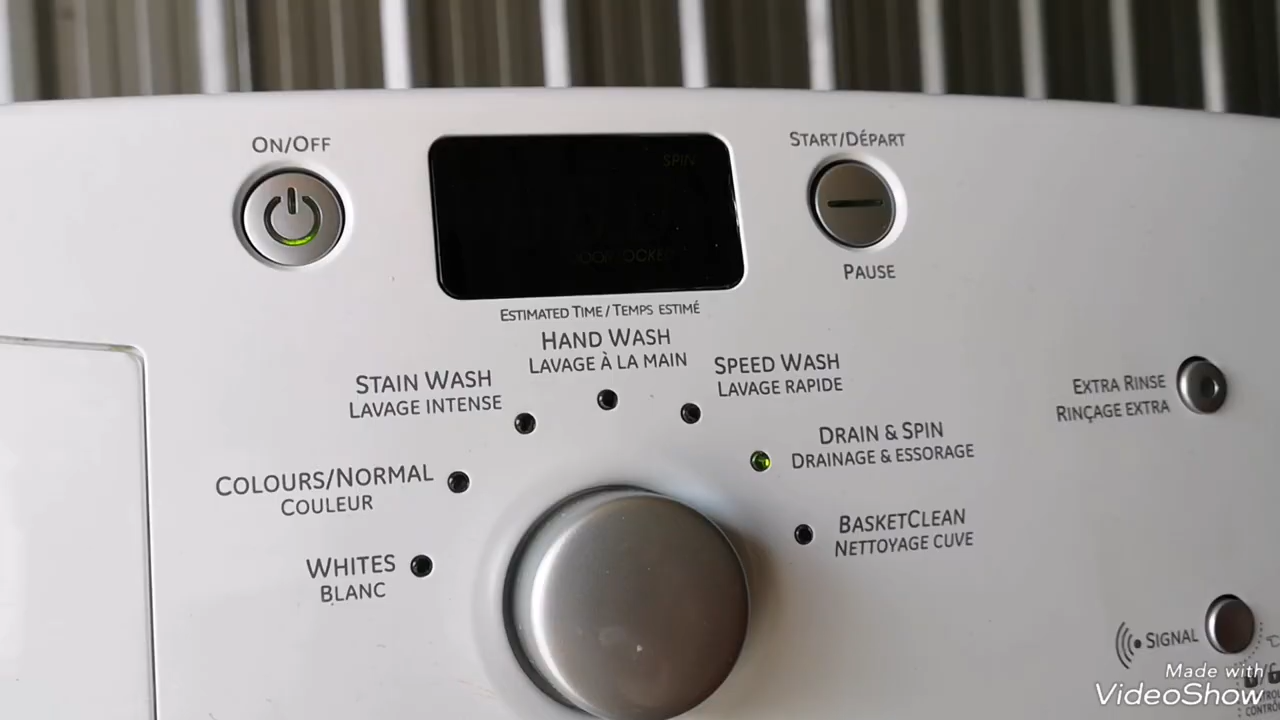 ON/OFF
START/DÉPART
SPIN
PAUSE
ESTIMATED TIME / TEMPS ESTIMÉ
HAND WASH
LAVAGE À LA MAIN
STAIN WASH
LAVAGE INTENSE
SPEED WASH
LAVAGE RAPIDE
EXTRA RINSE
RINÇAGE EXTRA
DRAIN & SPIN
DRAINAGE & ESSORAGE
COLOURS/NORMAL
COULEUR
BASKETCLEAN
NETTOYAGE CUVE
WHITES
BLANC
SIGNAL
Made with
VideoShow